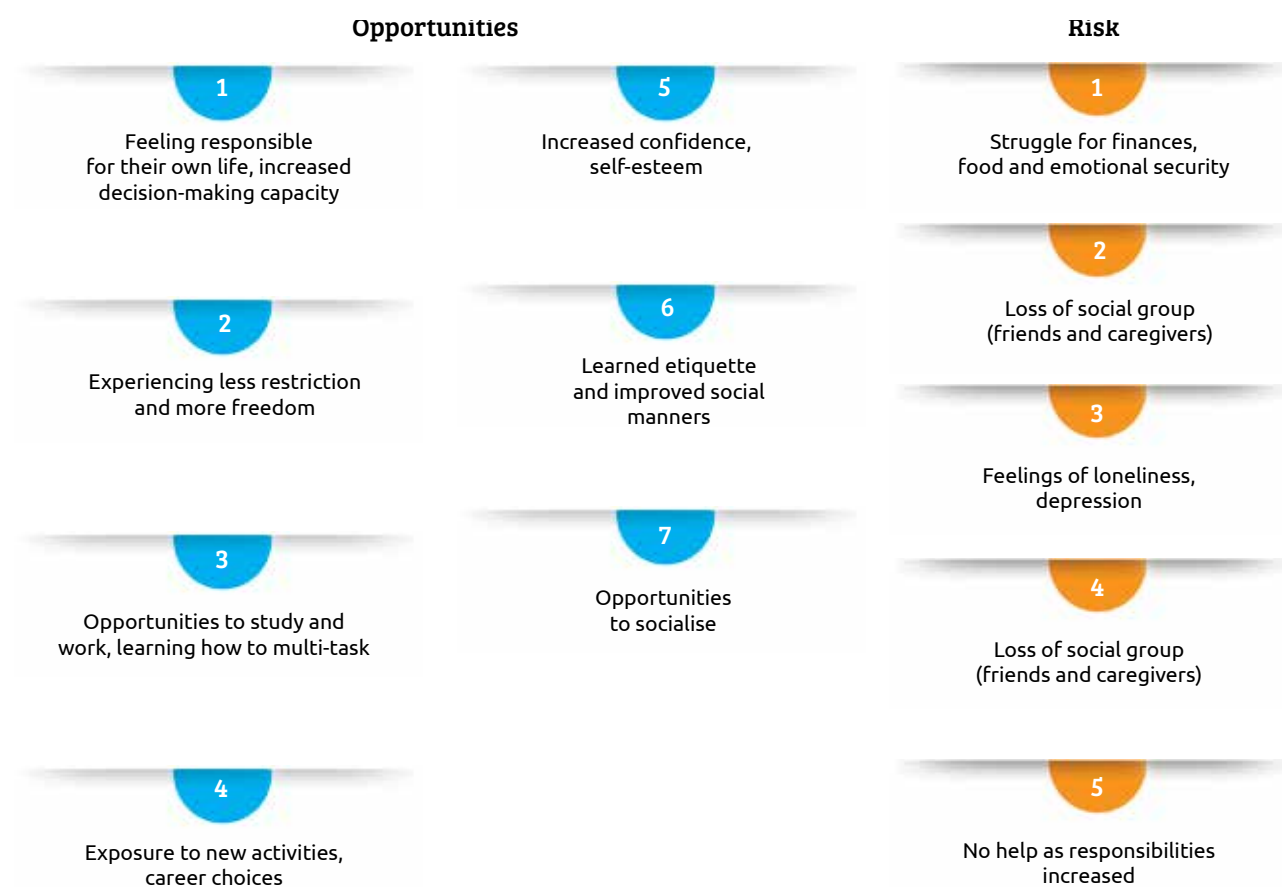 Opportunities
1
Feeling responsible
for their own life, increased
decision-making capacity
2
Experiencing less restriction
and more freedom
3
Opportunities to study and
work, learning how to multi-task
4
Exposure to new activities,
career choices
5
Increased confidence,
self-esteem
6
Learned etiquette
and improved social
manners
7
Opportunities
to socialise
Risk
1
Struggle for finances,
food and emotional security
2
Loss of social group
(friends and caregivers)
3
Feelings of loneliness,
depression
4
Loss of social group
(friends and caregivers)
5
No help as responsibilities
increased